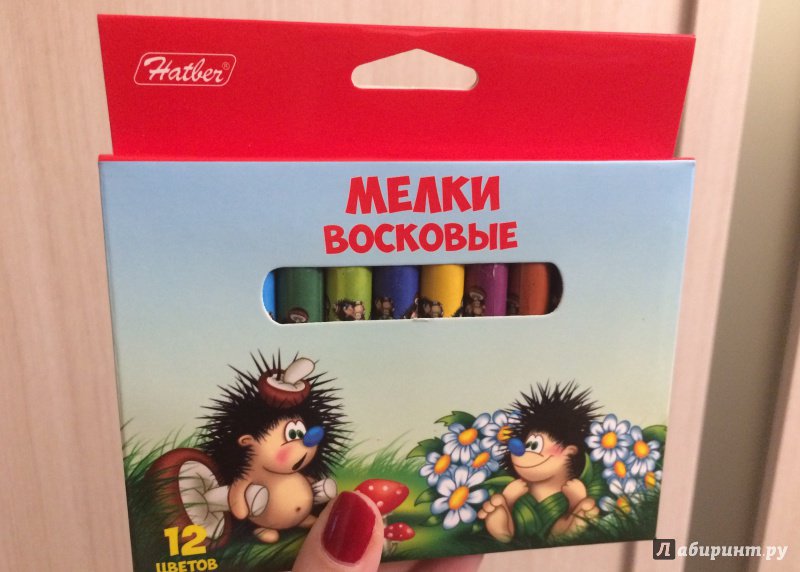 Hatber®
МЕЛКИ
ВОСКОВЫЕ
12
ЦВЕТОВ
Лабиринт.ру